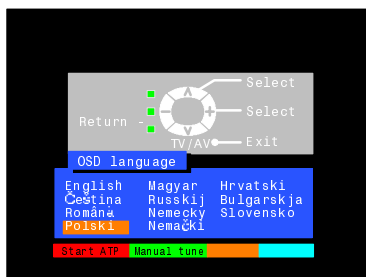 Select
Select
Return -
TV/AV Exit
OSD language
English Magyar Hrvatski
Čeština Russkij Bulgarskja
Română Nemecky Slovensko
Polski Nemački
Start ATP Manual tune